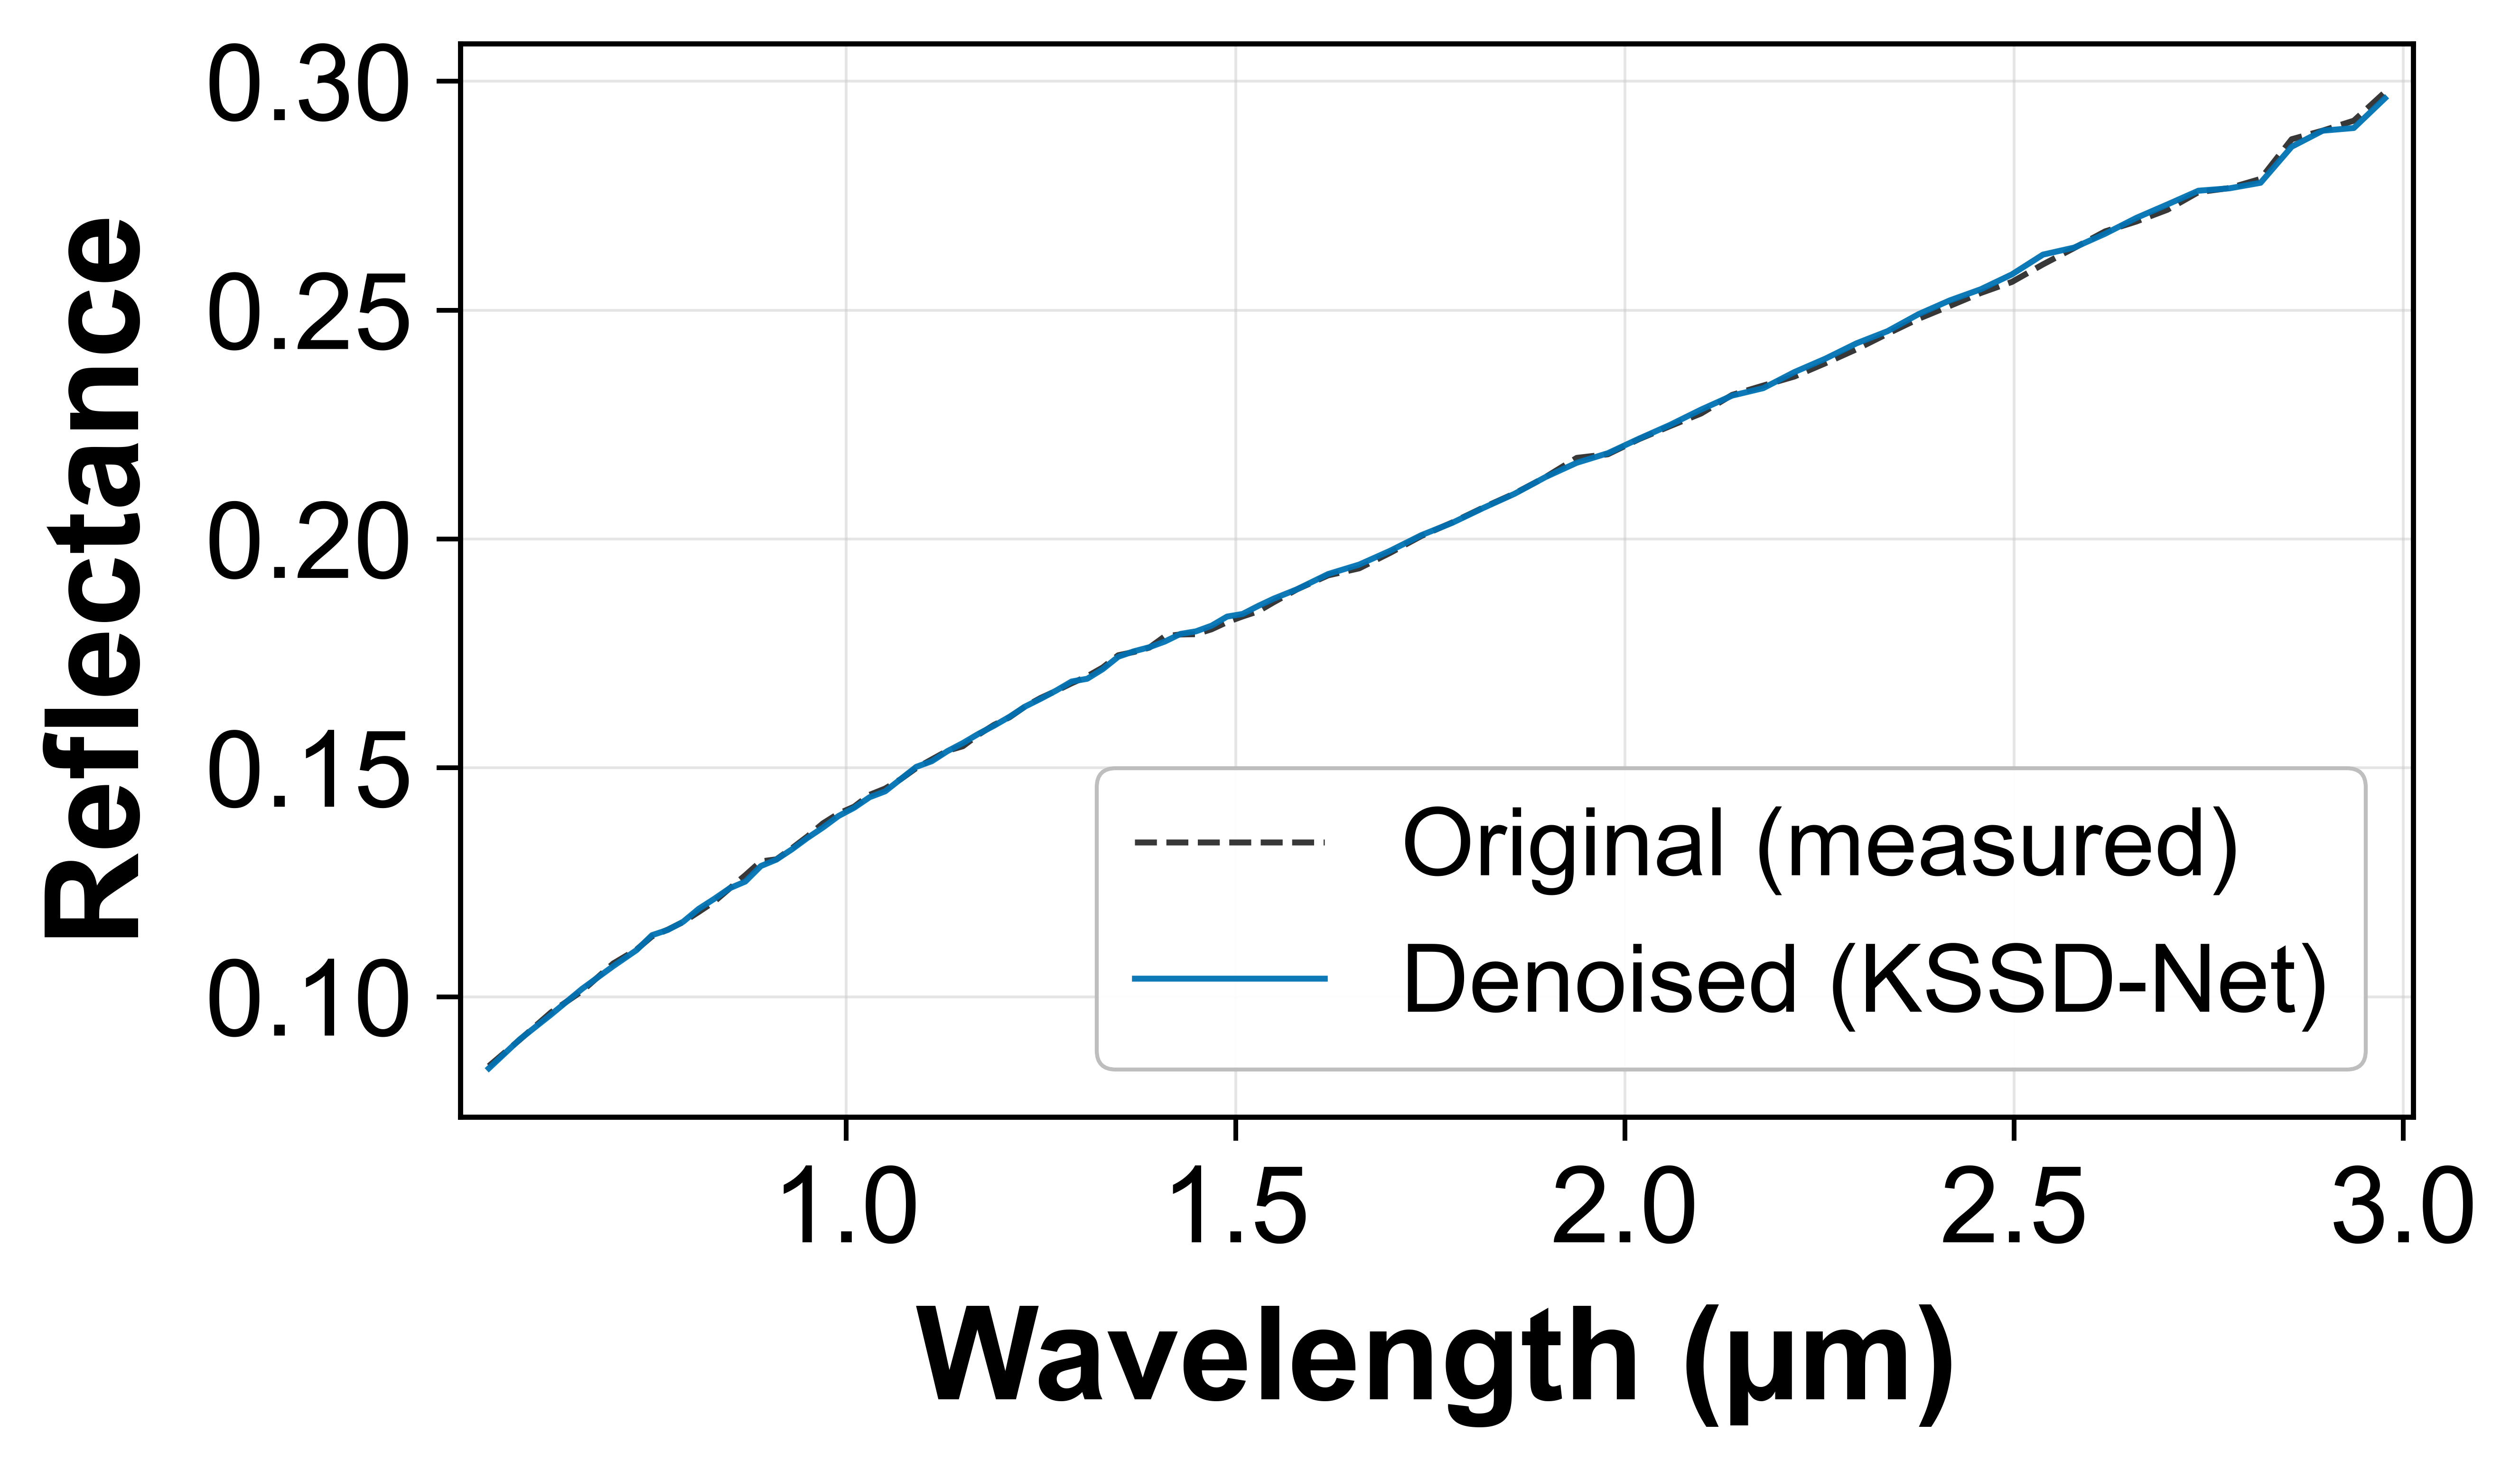 Reflectance
0.30
0.25
0.20
0.15
0.10
Original (measured)
Denoised (KSSD-Net)
1.0 1.5 2.0 2.5 3.0
Wavelength (µm)